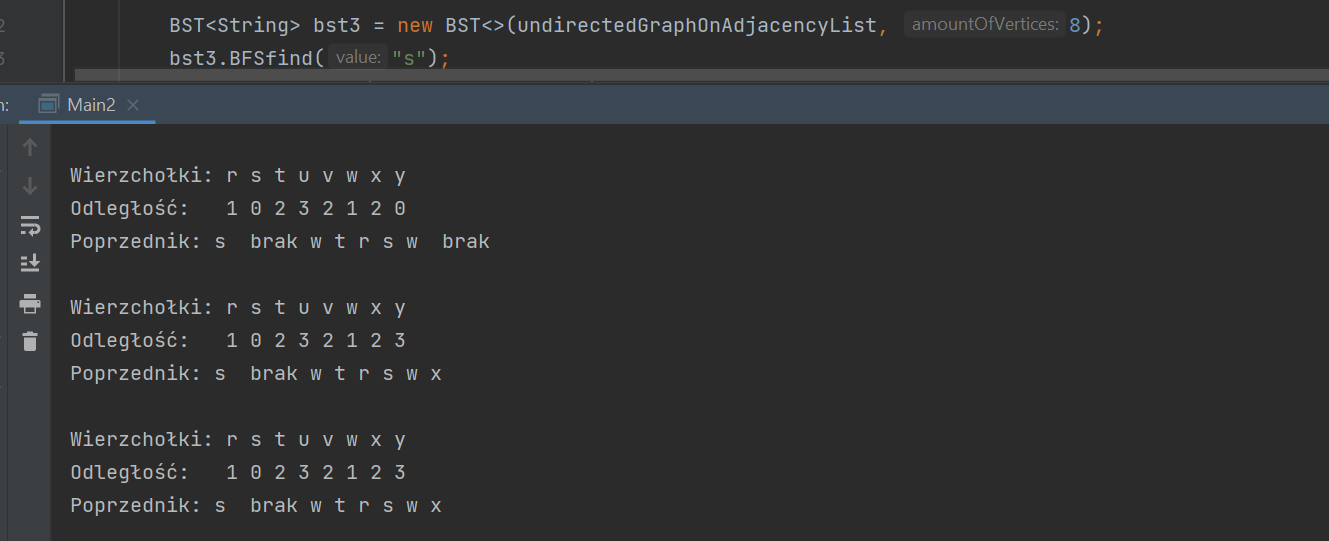 2 BST<String> bst3 = new BST<>(undirectedGraphOnAdjacencyList, amountOfVertices: 8);
3 bst3.BFSfind( value: "s");
n: Main2 ×
Wierzchołki: r s t u v w x y
Odległość: 1 0 2 3 2 1 2 0
Poprzednik: s brak w t r s w brak
Wierzchołki: r s t u v w x y
Odległość: 1 0 2 3 2 1 2 3
Poprzednik: s brak w t r s w x
Wierzchołki: r s t u v w x y
Odległość: 1 0 2 3 2 1 2 3
Poprzednik: s brak w t r s w x